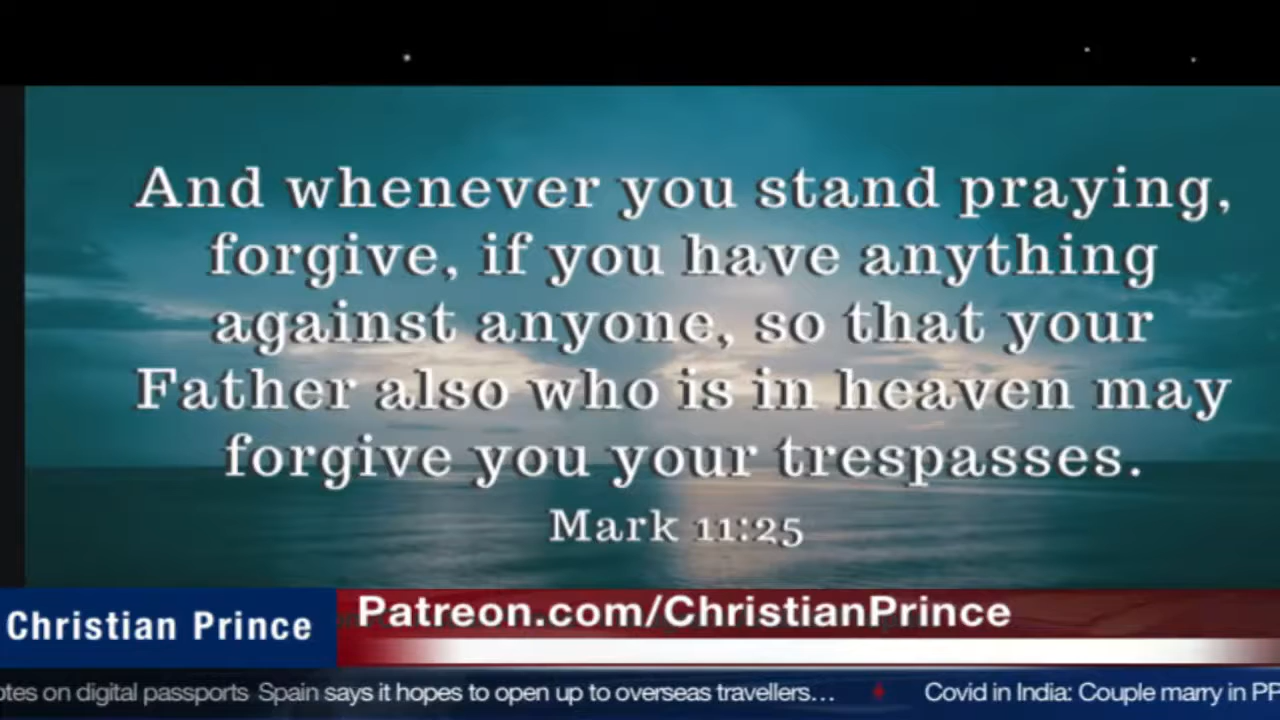 And whenever you stand praying,
forgive, if you have anything
against anyone, so that your
Father also who is in heaven may
forgive you your trespasses.
Mark 11:25
Christian Prince
Patreon.com/ChristianPrince
otes on digital passports Spain says it hopes to open up to overseas travellers... Covid in India: Couple marry in PP